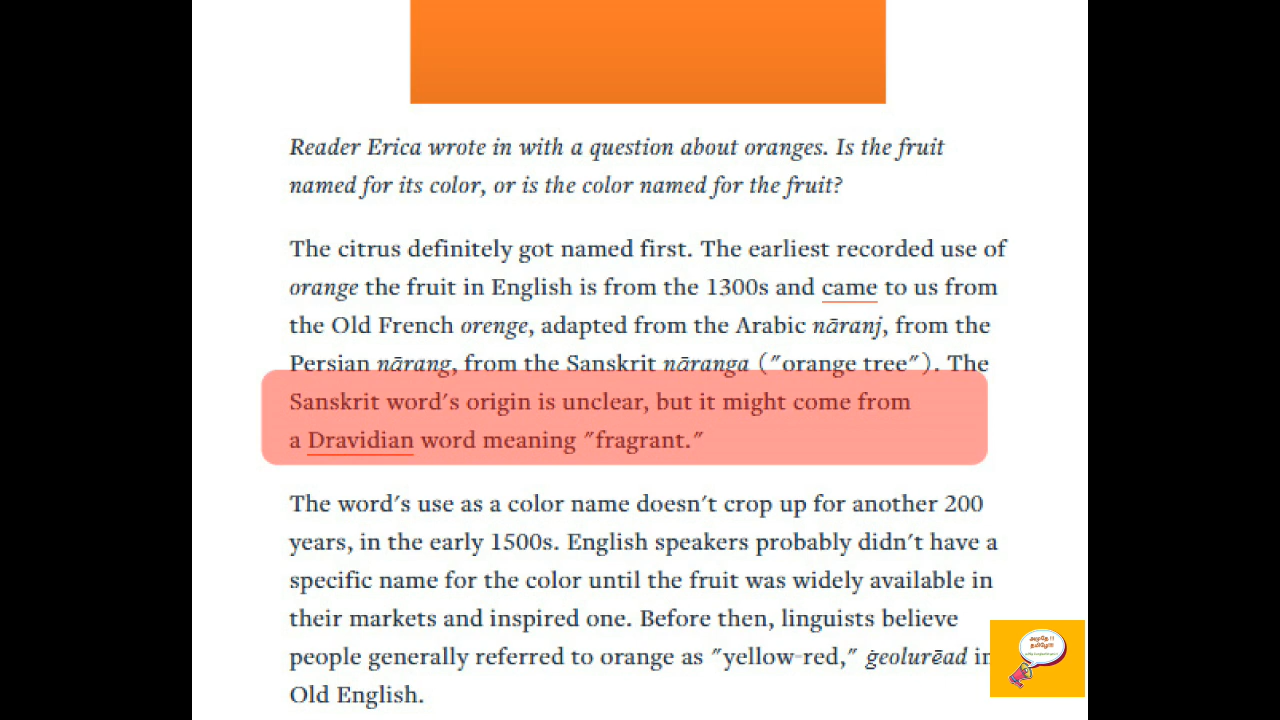 Reader Erica wrote in with a question about oranges. Is the fruit
named for its color, or is the color named for the fruit?
The citrus definitely got named first. The earliest recorded use of
orange the fruit in English is from the 1300s and came to us from
the Old French orenge, adapted from the Arabic nāranj, from the
Persian nārang, from the Sanskrit nāranga ("orange tree"). The
Sanskrit word's origin is unclear, but it might come from
a Dravidian word meaning "fragrant."
The word's use as a color name doesn't crop up for another 200
years, in the early 1500s. English speakers probably didn't have a
specific name for the color until the fruit was widely available in
their markets and inspired one. Before then, linguists believe
people generally referred to orange as "yellow-red," ġeolurēad in
Old English.
அமுதே !!
தமிழே!!!